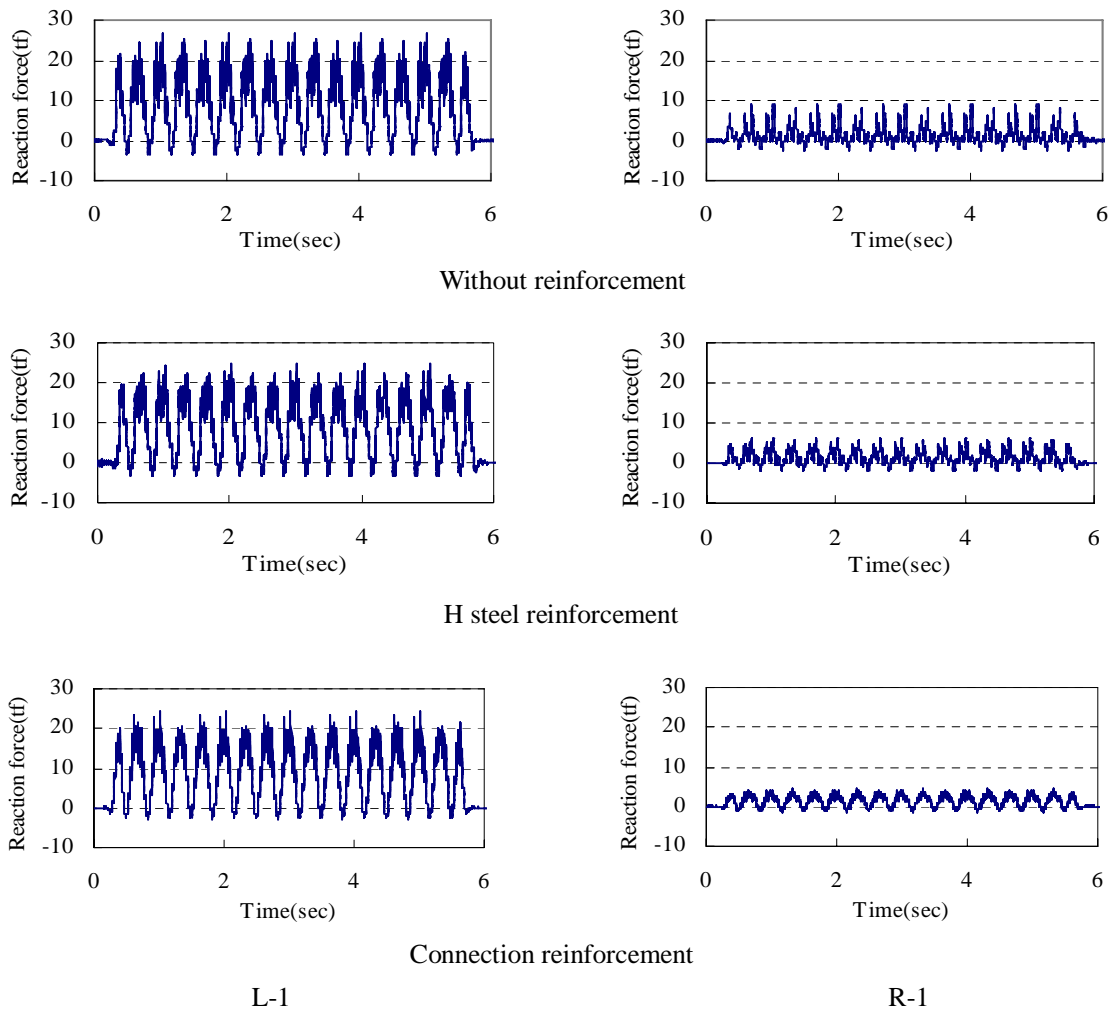 30
20
10
0
-10
Reaction force(tf)
0 2 4 6
Time(sec)
30
20
10
0
-10
Reaction force(tf)
0 2 4 6
Time(sec)
Without reinforcement
30
20
10
0
-10
Reaction force(tf)
0 2 4 6
Time(sec)
30
20
10
0
-10
Reaction force(tf)
0 2 4 6
Time(sec)
H steel reinforcement
30
20
10
0
-10
Reaction force(tf)
0 2 4 6
Time(sec)
30
20
10
0
-10
Reaction force(tf)
0 2 4 6
Time(sec)
Connection reinforcement
L-1 R-1